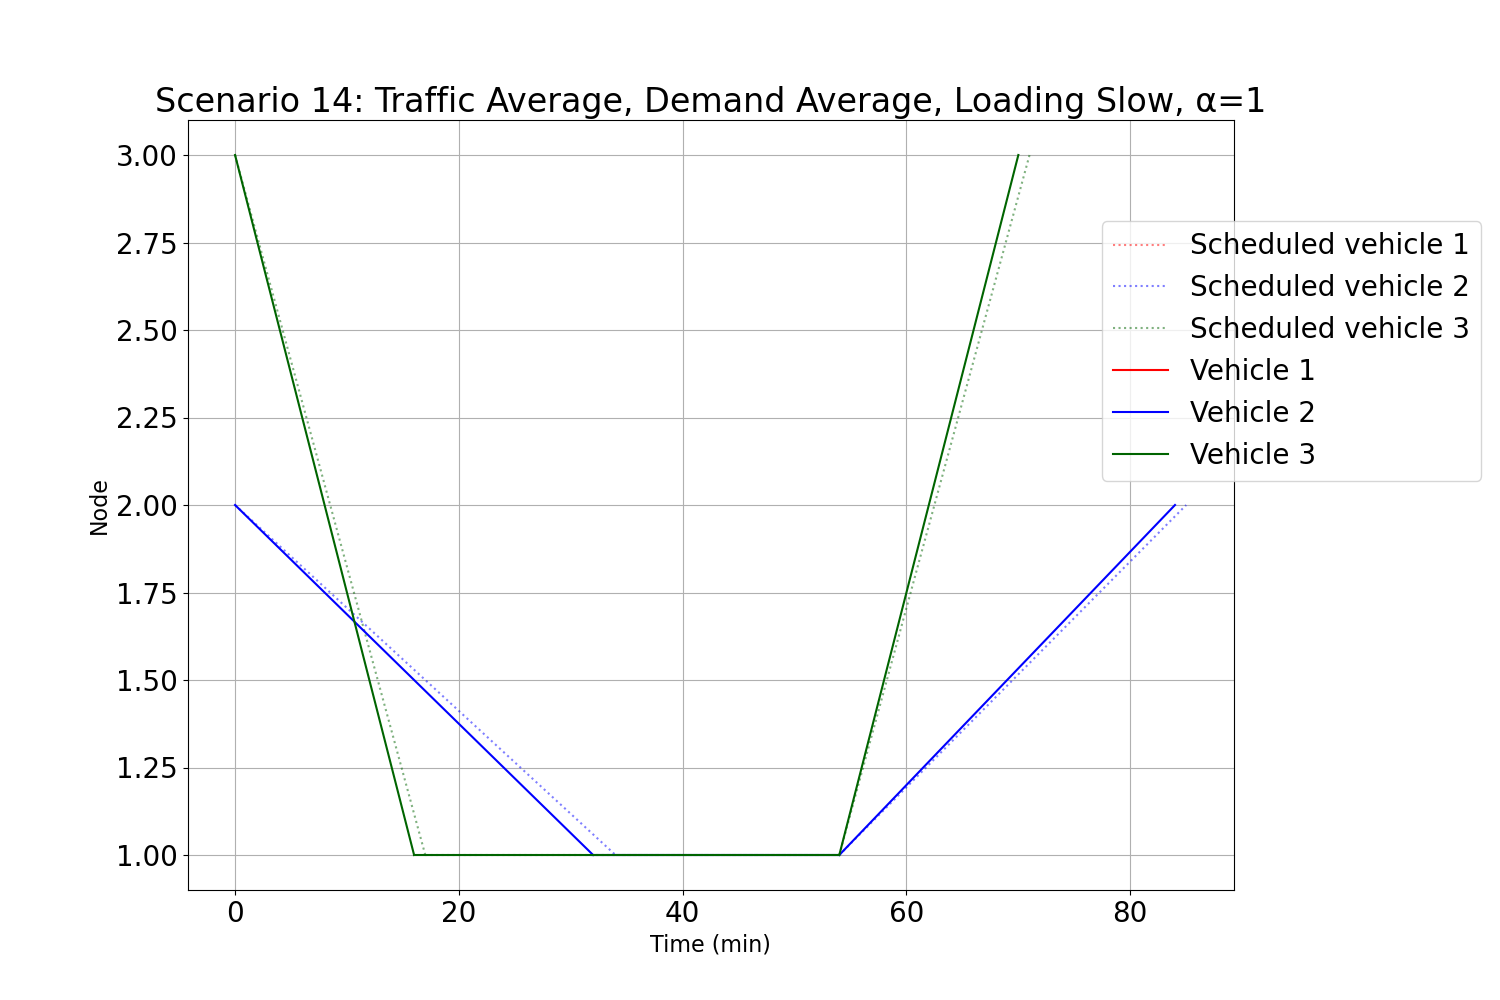 Scenario 14: Traffic Average, Demand Average, Loading Slow, α=1
3.00
2.75
2.50
2.25
2.00
1.75
1.50
1.25
1.00
Node
0 20 40 60 80
Time (min)
Scheduled vehicle 1
Scheduled vehicle 2
Scheduled vehicle 3
Vehicle 1
Vehicle 2
Vehicle 3